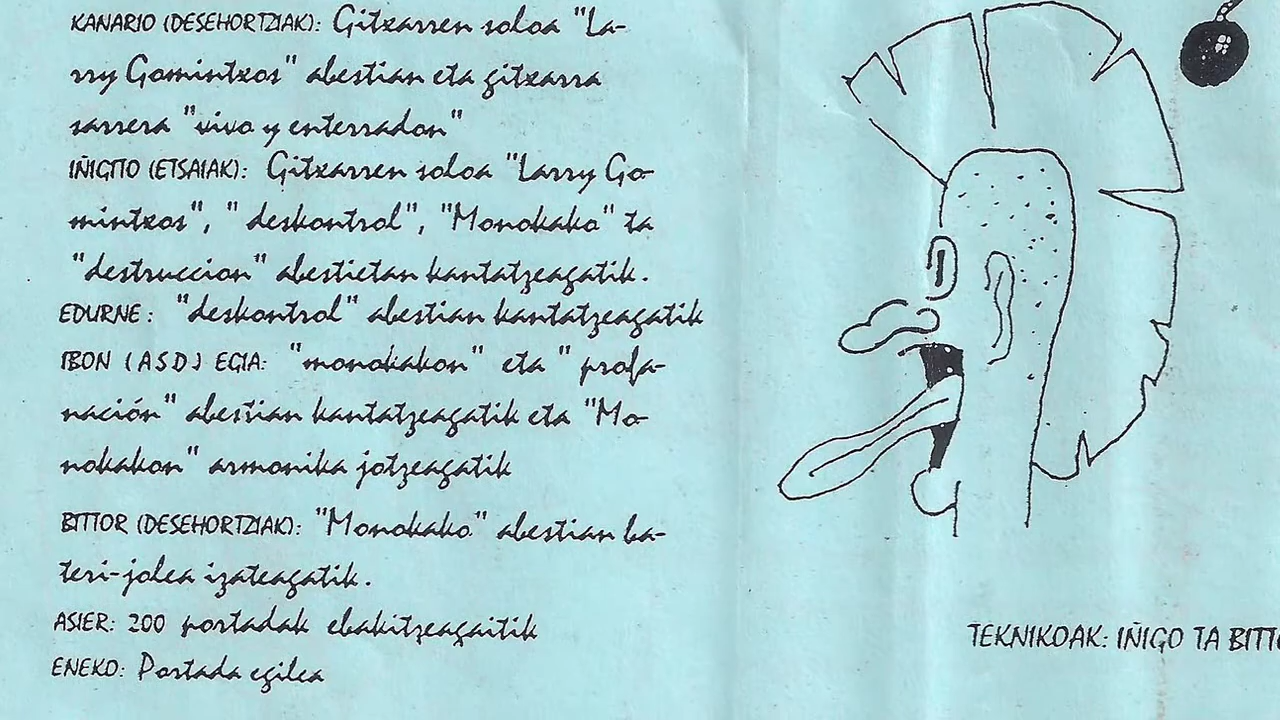 KANARIO (DESEHORTZIAK): Gitxarren soloa "La-
rry Gomintxos" abestian eta gitxarra
sarrera "vivo y enterradon"
IÑIGITO (ETSAIAK): Gitxarren soloa "Larry Go-
mintxos", "deskontrol", "Monokako" ta
"destruccion" abestietan kantatzeagatik.
EDURNE: "deskontrol" abestian kantatzeagatik
IBON (ASD) EGIA: "monokakon" eta "profa-
nación" abestian kantatzeagatik eta "Mo-
nokakon" armonika jotzeagatik
BITTOR (DESEHORTZIAK): "Monokako" abestian ba-
teri-jolea izateagatik.
ASIER: 200 portadak ebakitzeagaitik
ENEKO: Portada egilea
TEKNIKOAK: IÑIGO TA BITTO